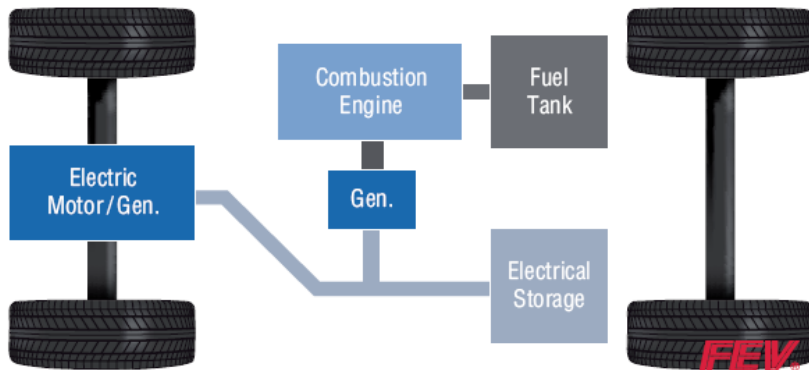 Combustion
Engine
Fuel
Tank
Electric
Motor/Gen.
Gen.
Electrical
Storage
FEV